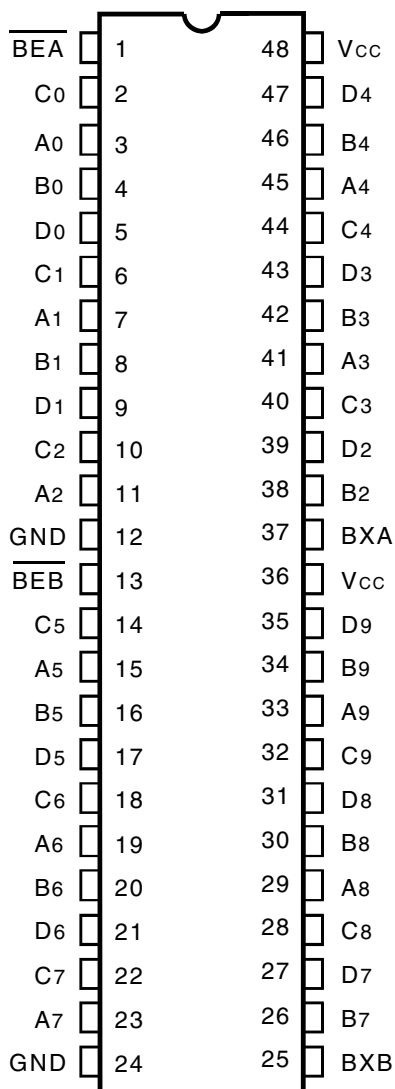 BEA 1 48 Vcc
C0 2 47 D4
A0 3 46 B4
B0 4 45 A4
D0 5 44 C4
C1 6 43 D3
A1 7 42 B3
B1 8 41 A3
D1 9 40 C3
C2 10 39 D2
A2 11 38 B2
GND 12 37 BXA
BEB 13 36 Vcc
C5 14 35 D9
A5 15 34 B9
B5 16 33 A9
D5 17 32 C9
C6 18 31 D8
A6 19 30 B8
B6 20 29 A8
D6 21 28 C8
C7 22 27 D7
A7 23 26 B7
GND 24 25 BXB